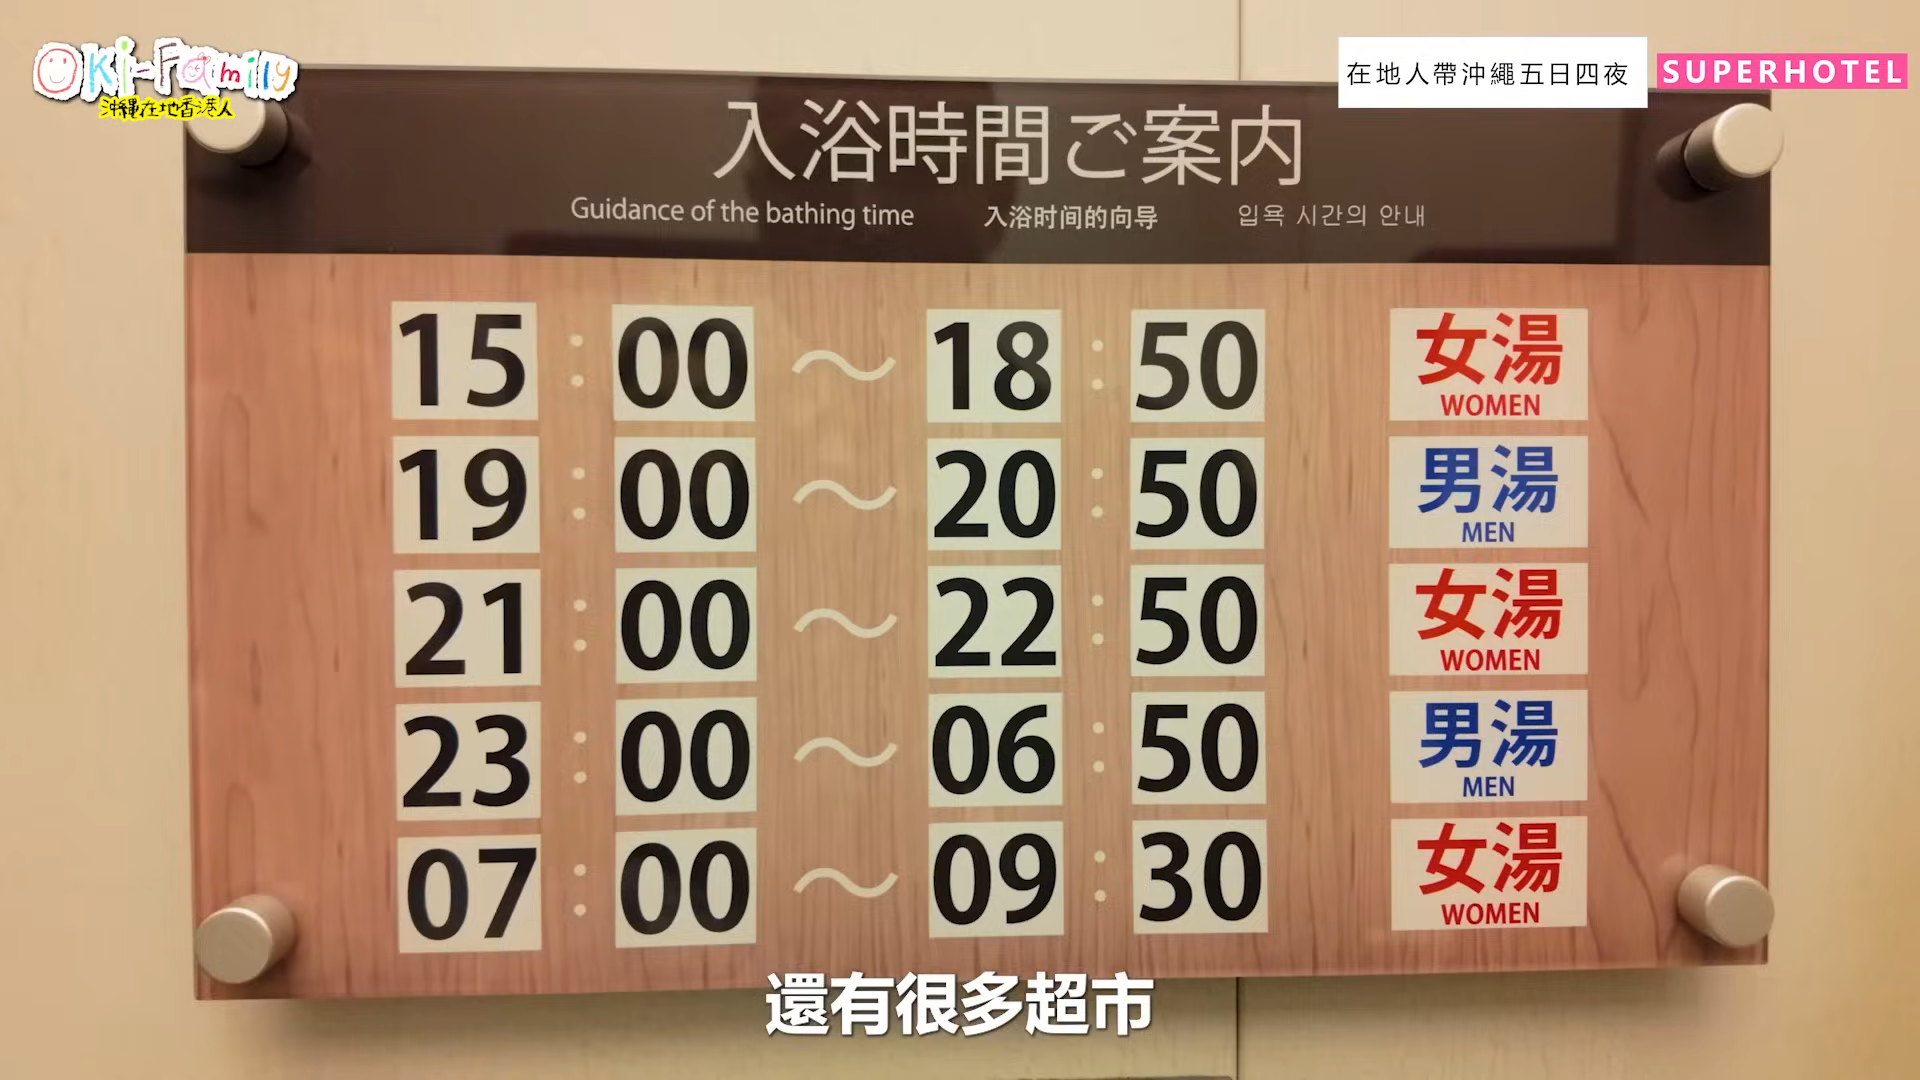 Oki-Family
沖繩在地香港人
在地人帶沖繩五日四夜 SUPERHOTEL
入浴時間ご案内
Guidance of the bathing time 入浴时间的向导 입욕 시간의 안내
15:00～18:50 女湯 WOMEN
19:00～20:50 男湯 MEN
21:00～22:50 女湯 WOMEN
23:00～06:50 男湯 MEN
07:00～09:30 女湯 WOMEN
還有很多超市